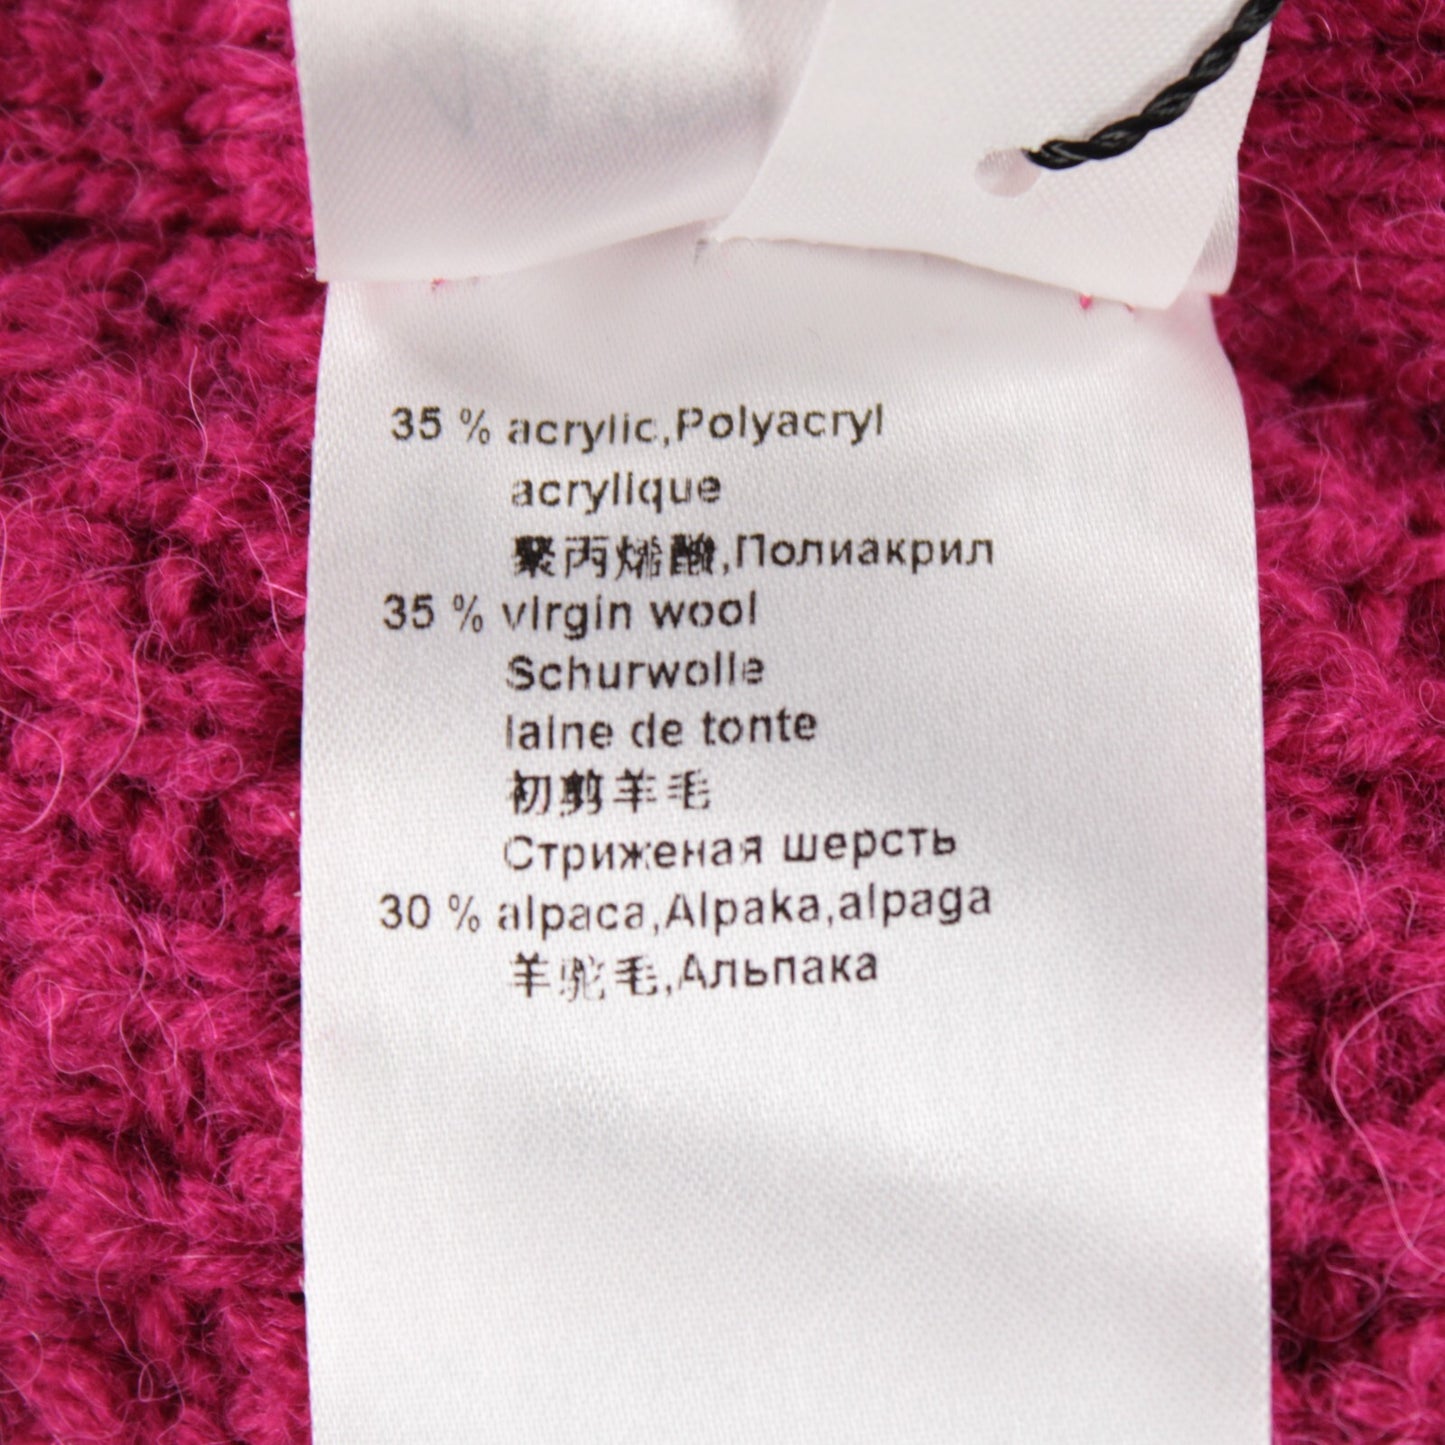 35 % acrylic,Polyacryl
acrylique
聚丙烯酸,Полиакрил
35 % virgin wool
Schurwolle
laine de tonte
初剪羊毛
Стриженая шерсть
30 % alpaca,Alpaka,alpaga
羊驼毛,Альпака